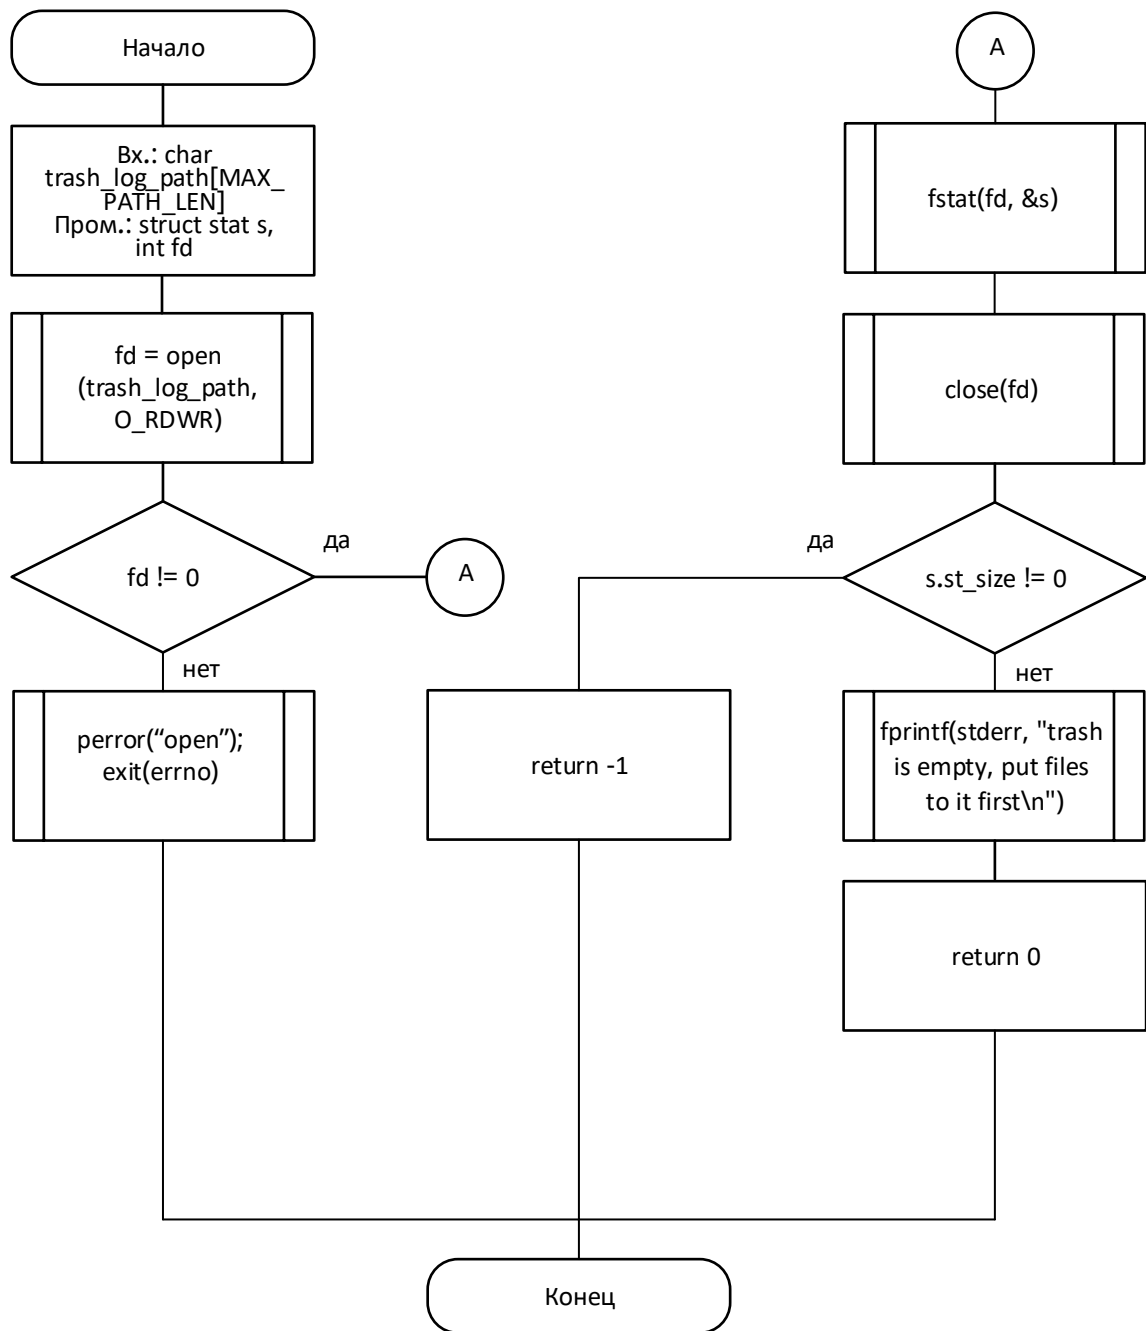 Начало
Вх.: char
trash_log_path[MAX_
PATH_LEN]
Пром.: struct stat s,
int fd
fd = open
(trash_log_path,
O_RDWR)
fd != 0
да
A
нет
perror(“open”);
exit(errno)
A
fstat(fd, &s)
close(fd)
да
s.st_size != 0
нет
return -1
fprintf(stderr, "trash
is empty, put files
to it first\n")
return 0
Конец